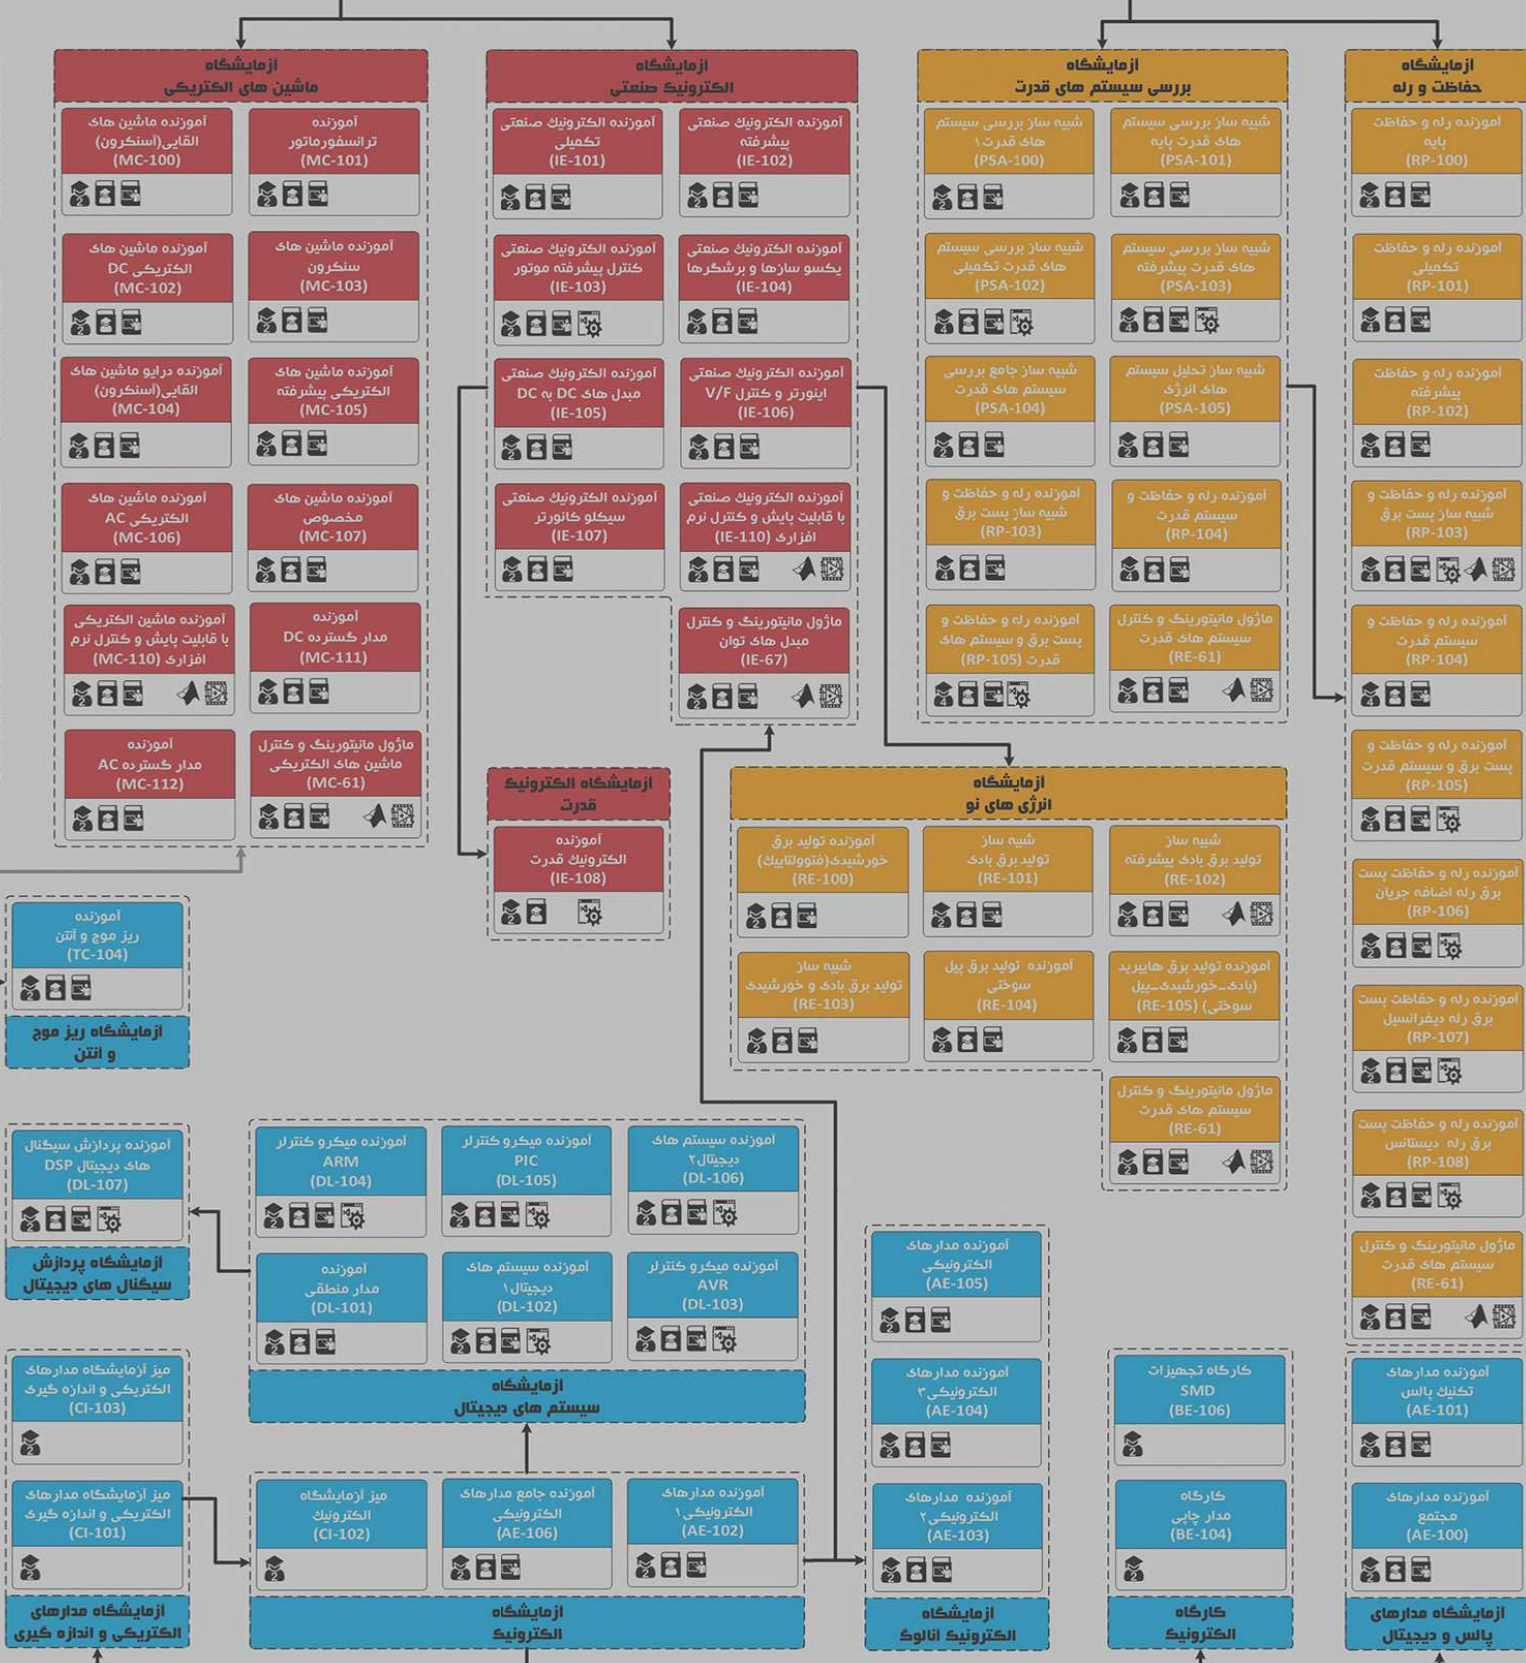 آزمایشگاه
ماشین های الکتریکی
آموزنده ماشین های
القایی(آسنکرون)
(MC-100)
آموزنده
ترانسفورماتور
(MC-101)
آموزنده ماشین های
الکتریکی DC
(MC-102)
آموزنده ماشین های
سنکرون
(MC-103)
آموزنده درایو ماشین های
القایی(آسنکرون)
(MC-104)
آموزنده ماشین های
الکتریکی پیشرفته
(MC-105)
آموزنده ماشین های
الکتریکی AC
(MC-106)
آموزنده ماشین های
مخصوص
(MC-107)
آموزنده ماشین الکتریکی
با قابلیت پایش و کنترل نرم
افزاری (MC-110)
آموزنده
مدار گسترده DC
(MC-111)
آموزنده
مدار گسترده AC
(MC-112)
ماژول مانیتورینگ و کنترل
ماشین های الکتریکی
(MC-61)
آزمایشگاه
الکترونیک صنعتی
آموزنده الکترونیک صنعتی
تکمیلی
(IE-101)
آموزنده الکترونیک صنعتی
پیشرفته
(IE-102)
آموزنده الکترونیک صنعتی
کنترل پیشرفته موتور
(IE-103)
آموزنده الکترونیک صنعتی
یکسو سازها و برشگرها
(IE-104)
آموزنده الکترونیک صنعتی
مبدل های DC به DC
(IE-105)
آموزنده الکترونیک صنعتی
اینورتر و کنترل V/F
(IE-106)
آموزنده الکترونیک صنعتی
سیکلو کانورتر
(IE-107)
آموزنده الکترونیک صنعتی
با قابلیت پایش و کنترل نرم
افزاری (IE-110)
ماژول مانیتورینگ و کنترل
مبدل های توان
(IE-67)
آزمایشگاه الکترونیک
قدرت
آموزنده
الکترونیک قدرت
(IE-108)
آزمایشگاه
بررسی سیستم های قدرت
شبیه ساز بررسی سیستم
های قدرت۱
(PSA-100)
شبیه ساز بررسی سیستم
های قدرت پایه
(PSA-101)
شبیه ساز بررسی سیستم
های قدرت تکمیلی
(PSA-102)
شبیه ساز بررسی سیستم
های قدرت پیشرفته
(PSA-103)
شبیه ساز جامع بررسی
سیستم های قدرت
(PSA-104)
شبیه ساز تحلیل سیستم
های انرژی
(PSA-105)
آموزنده رله و حفاظت و
شبیه ساز پست برق
(RP-103)
آموزنده رله و حفاظت و
سیستم قدرت
(RP-104)
آموزنده رله و حفاظت و
پست برق و سیستم های
قدرت (RP-105)
ماژول مانیتورینگ و کنترل
سیستم های قدرت
(RE-61)
آزمایشگاه
حفاظت و رله
آموزنده رله و حفاظت
پایه
(RP-100)
آموزنده رله و حفاظت
تکمیلی
(RP-101)
آموزنده رله و حفاظت
پیشرفته
(RP-102)
آموزنده رله و حفاظت و
شبیه ساز پست برق
(RP-103)
آموزنده رله و حفاظت و
سیستم قدرت
(RP-104)
آموزنده رله و حفاظت و
پست برق و سیستم قدرت
(RP-105)
آموزنده رله و حفاظت پست
برق رله اضافه جریان
(RP-106)
آموزنده رله و حفاظت پست
برق رله دیفرانسیل
(RP-107)
آموزنده رله و حفاظت پست
برق رله دیستانس
(RP-108)
ماژول مانیتورینگ و کنترل
سیستم های قدرت
(RE-61)
آزمایشگاه
انرژی های نو
آموزنده تولید برق
خورشیدی(فتوولتاییک)
(RE-100)
شبیه ساز
تولید برق بادی
(RE-101)
شبیه ساز
تولید برق بادی پیشرفته
(RE-102)
شبیه ساز
تولید برق بادی و خورشیدی
(RE-103)
آموزنده تولید برق پیل
سوختی
(RE-104)
آموزنده تولید برق هایبرید
(بادی_خورشیدی_پیل
سوختی) (RE-105)
ماژول مانیتورینگ و کنترل
سیستم های قدرت
(RE-61)
آموزنده
ریز موج و آنتن
(TC-104)
آزمایشگاه ریز موج
و آنتن
آموزنده پردازش سیگنال
های دیجیتال DSP
(DL-107)
آزمایشگاه پردازش
سیگنال های دیجیتال
آموزنده میکرو کنترلر
ARM
(DL-104)
آموزنده میکرو کنترلر
PIC
(DL-105)
آموزنده سیستم های
دیجیتال۲
(DL-106)
آموزنده
مدار منطقی
(DL-101)
آموزنده سیستم های
دیجیتال۱
(DL-102)
آموزنده میکرو کنترلر
AVR
(DL-103)
آزمایشگاه
سیستم های دیجیتال
میز آزمایشگاه مدارهای
الکتریکی و اندازه گیری
(CI-103)
میز آزمایشگاه مدارهای
الکتریکی و اندازه گیری
(CI-101)
آزمایشگاه مدارهای
الکتریکی و اندازه گیری
میز آزمایشگاه
الکترونیک
(CI-102)
آموزنده جامع مدارهای
الکترونیکی
(AE-106)
آموزنده مدارهای
الکترونیکی۱
(AE-102)
آزمایشگاه
الکترونیک
آموزنده مدارهای
الکترونیکی
(AE-105)
آموزنده مدارهای
الکترونیکی۳
(AE-104)
آموزنده مدارهای
الکترونیکی۲
(AE-103)
آزمایشگاه
الکترونیک آنالوگ
کارگاه تجهیزات
SMD
(BE-106)
کارگاه
مدار چاپی
(BE-104)
کارگاه
الکترونیک
آموزنده مدارهای
تکنیک پالس
(AE-101)
آموزنده مدارهای
مجتمع
(AE-100)
آزمایشگاه مدارهای
پالس و دیجیتال